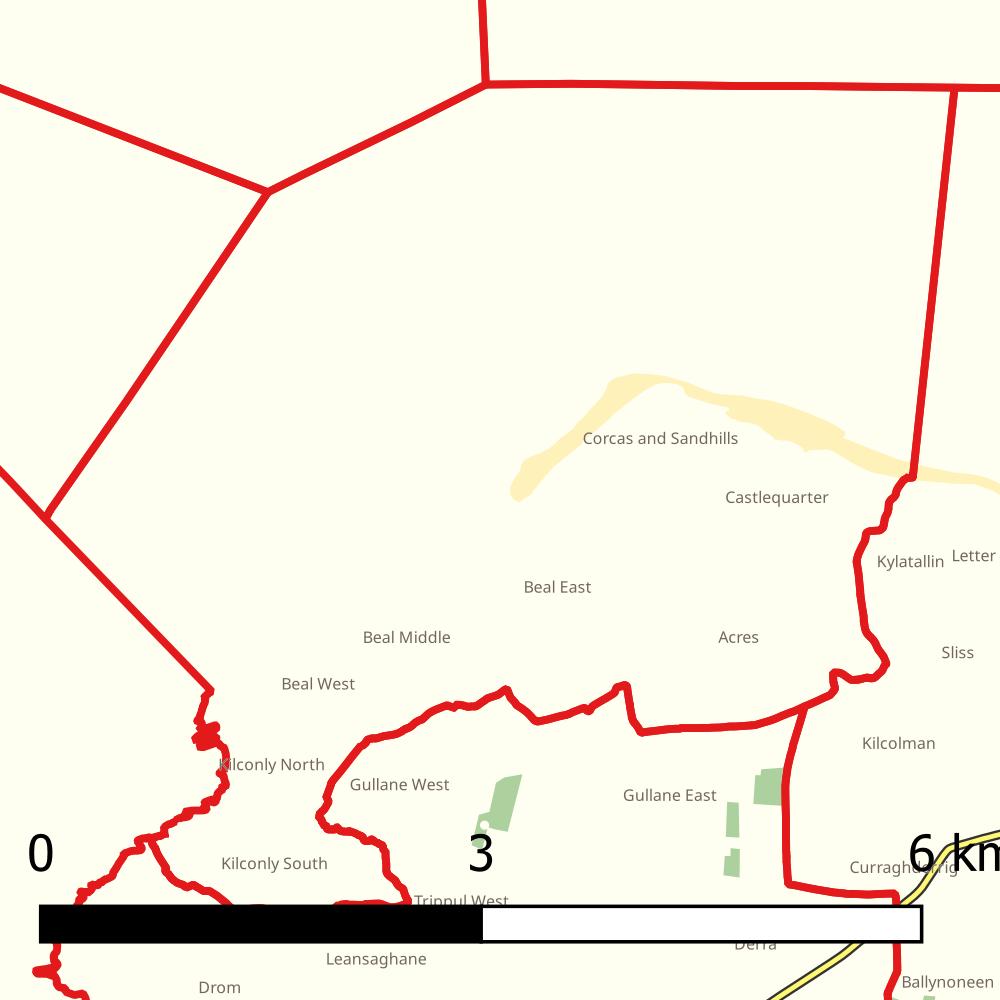 Corcas and Sandhills
Castlequarter
Kylatallin
Letter
Beal East
Beal Middle
Acres
Sliss
Beal West
Kilcolman
Kilconly North
Gullane West
Gullane East
0
3
6 km
Kilconly South
Curraghderrig
Trippul West
Derra
Leansaghane
Ballynoneen
Drom